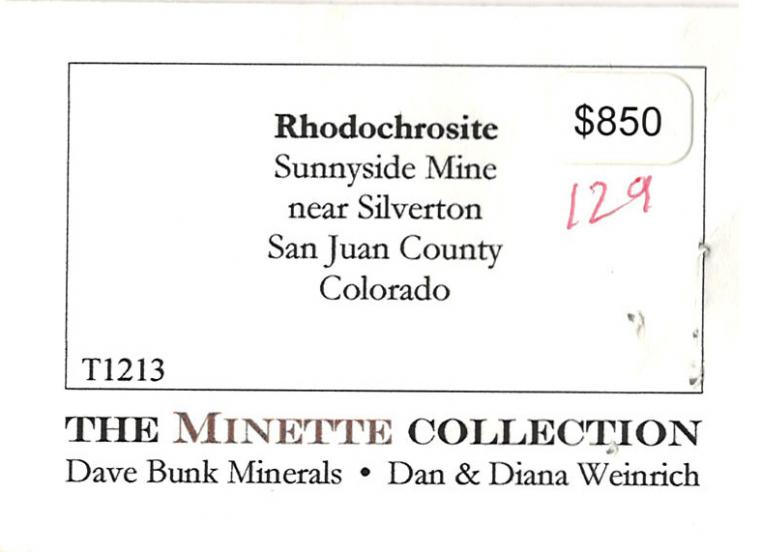 Rhodochrosite
$850
Sunnyside Mine
129
near Silverton
San Juan County
Colorado
T1213
THE MINETTE COLLECTION
Dave Bunk Minerals • Dan & Diana Weinrich